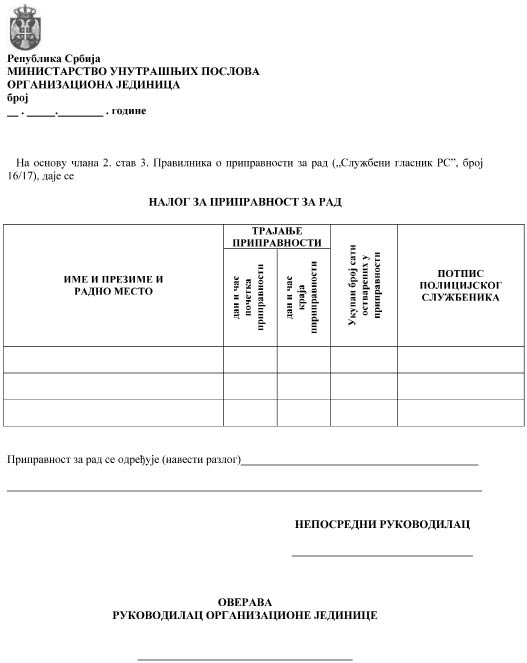 Република Србија
МИНИСТАРСТВО УНУТРАШЊИХ ПОСЛОВА
ОРГАНИЗАЦИОНА ЈЕДИНИЦА
број
__ . _____.________ . године
На основу члана 2. став 3. Правилника о приправности за рад („Службени гласник РС”, број
16/17), даје се
НАЛОГ ЗА ПРИПРАВНОСТ ЗА РАД
ИМЕ И ПРЕЗИМЕ И
РАДНО МЕСТО
ТРАЈАЊЕ
ПРИПРАВНОСТИ
дан и час
почетка
приправности
дан и час
краја
пприправности
Укупан број сати
остварених у
приправности
ПОТПИС
ПОЛИЦИЈСКОГ
СЛУЖБЕНИКА
Приправност за рад се одређује (навести разлог)
НЕПОСРЕДНИ РУКОВОДИЛАЦ
ОВЕРАВА
РУКОВОДИЛАЦ ОРГАНИЗАЦИОНЕ ЈЕДИНИЦЕ